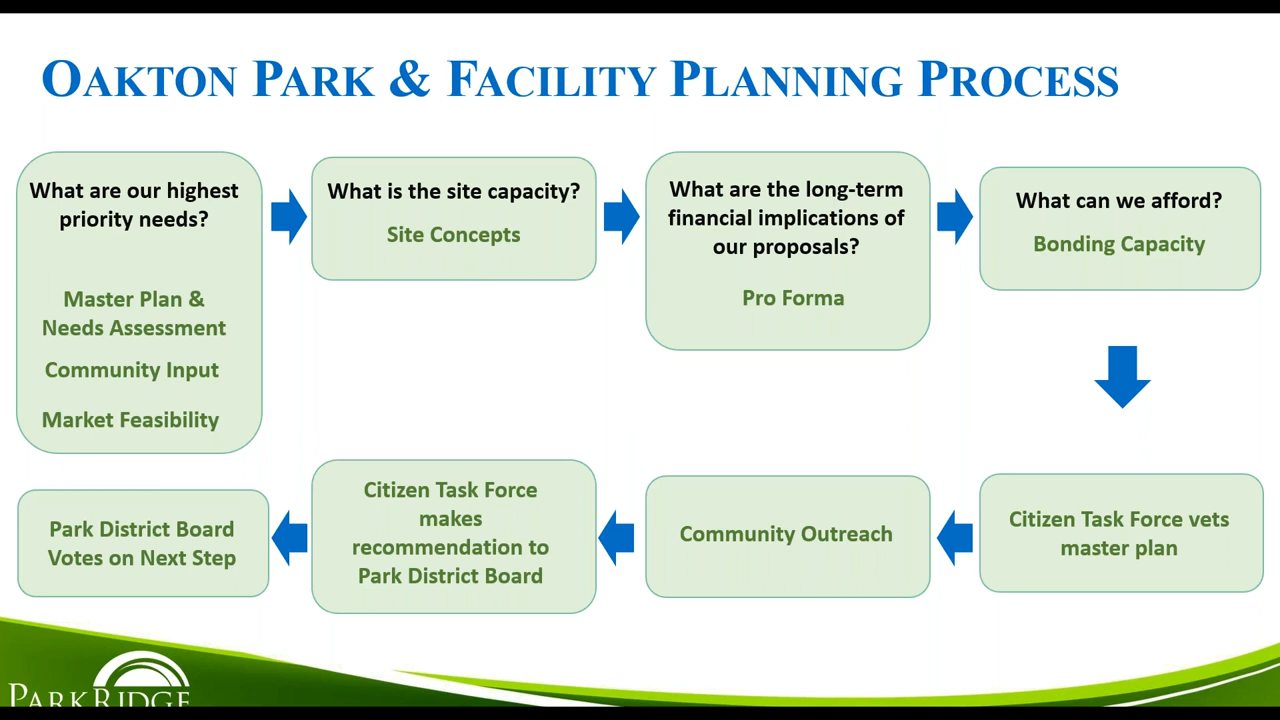 OAKTON PARK & FACILITY PLANNING PROCESS
What are our highest
priority needs?
Master Plan &
Needs Assessment
Community Input
Market Feasibility
What is the site capacity?
Site Concepts
What are the long-term
financial implications of
our proposals?
Pro Forma
What can we afford?
Bonding Capacity
Citizen Task Force vets
master plan
Community Outreach
Citizen Task Force
makes
recommendation to
Park District Board
Park District Board
Votes on Next Step
PARKRIDGE